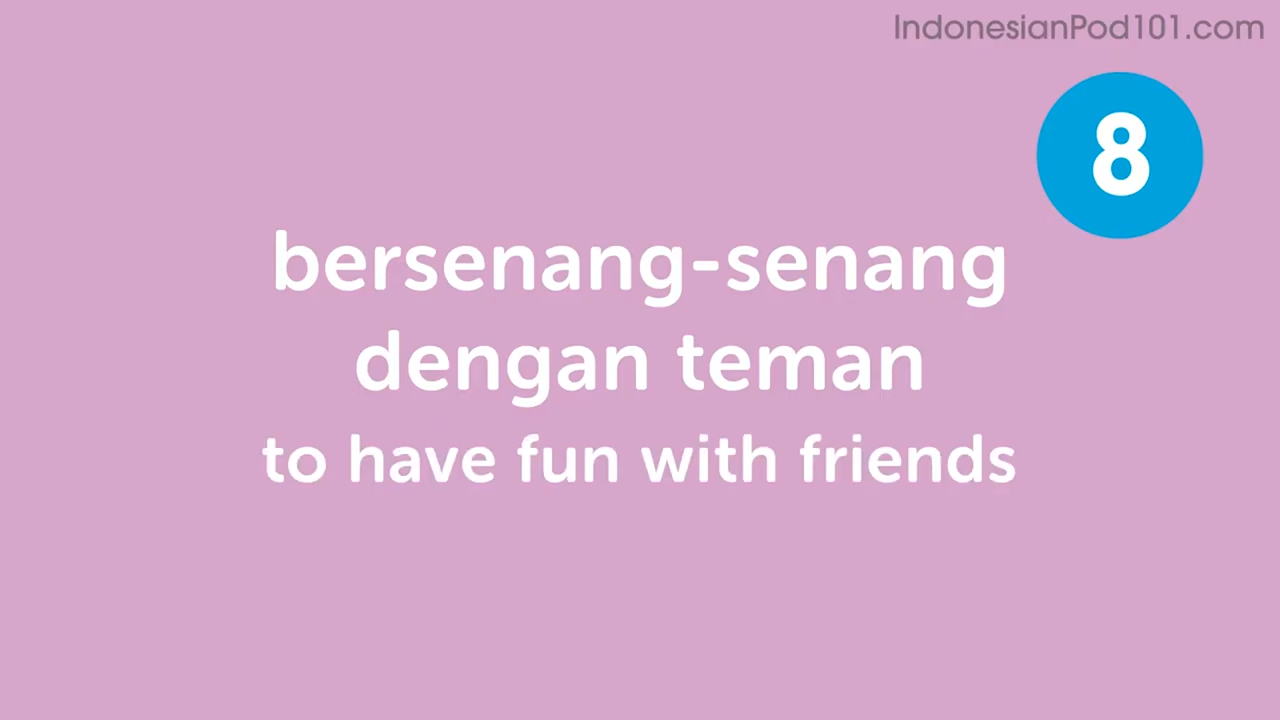 IndonesianPod101.com
8
bersenang-senang
dengan teman
to have fun with friends